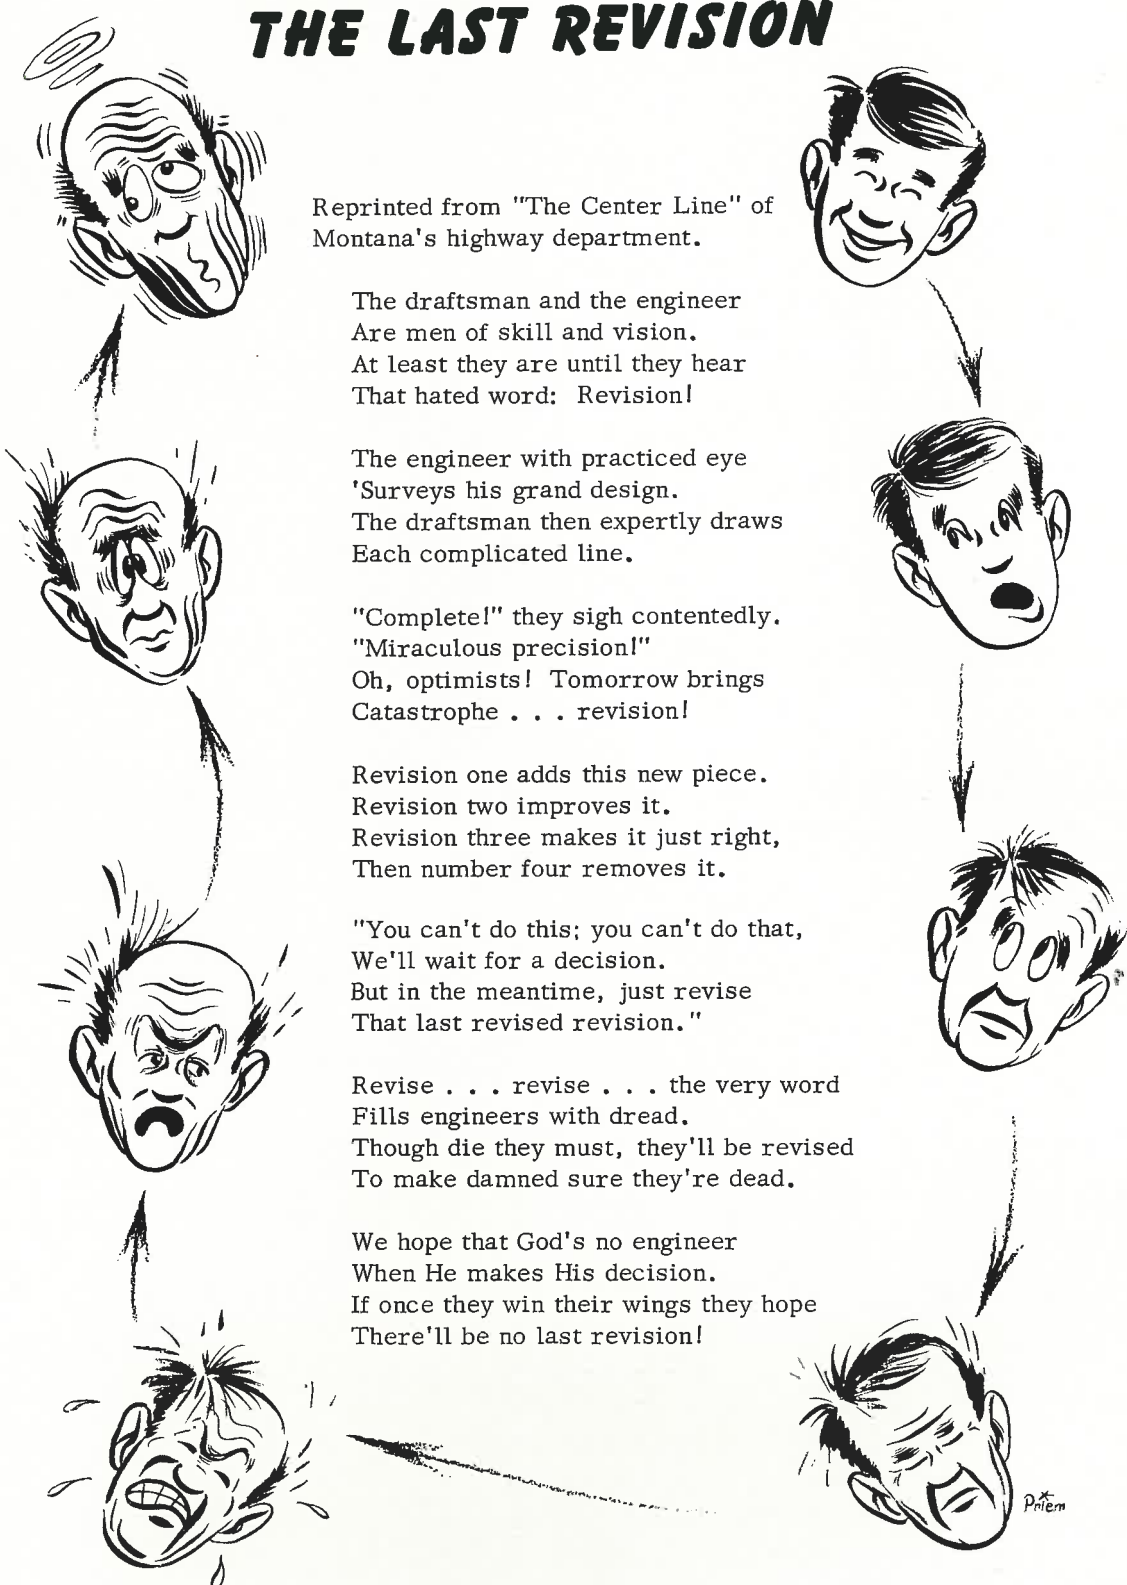 THE LAST REVISION
Reprinted from "The Center Line" of
Montana's highway department.
The draftsman and the engineer
Are men of skill and vision.
At least they are until they hear
That hated word: Revision!
The engineer with practiced eye
'Surveys his grand design.
The draftsman then expertly draws
Each complicated line.
"Complete!" they sigh contentedly.
"Miraculous precision!"
Oh, optimists! Tomorrow brings
Catastrophe . . . revision!
Revision one adds this new piece.
Revision two improves it.
Revision three makes it just right,
Then number four removes it.
"You can't do this; you can't do that,
We'll wait for a decision.
But in the meantime, just revise
That last revised revision."
Revise . . . revise . . . the very word
Fills engineers with dread.
Though die they must, they'll be revised
To make damned sure they're dead.
We hope that God's no engineer
When He makes His decision.
If once they win their wings they hope
There'll be no last revision!
Priem